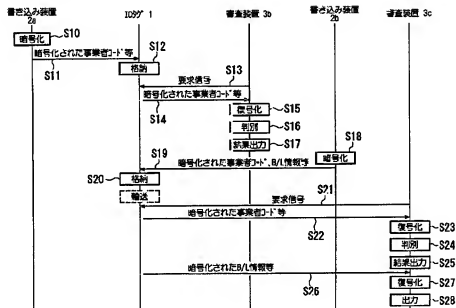 書き込み装置 2a
ICタグ 1
審査装置 3b
書き込み装置 2b
審査装置 3c
暗号化 S10
暗号化された事業者コード等
S11
S12
格納
要求信号
S13
暗号化された事業者コード等
S14
復号化 S15
判別 S16
結果出力 S17
S18
暗号化
S19
暗号化された事業者コード、B/L情報等
S20 格納
輸送
要求信号
S21
暗号化された事業者コード等
S22
復号化 S23
判別 S24
結果出力 S25
暗号化されたB/L情報等
S26
復号化 S27
出力 S28